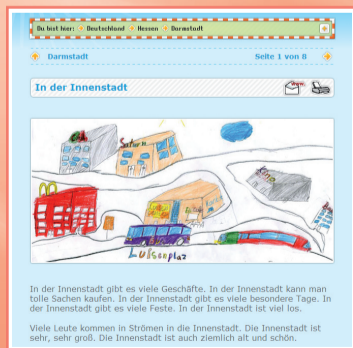 Du bist hier: Deutschland Hessen Darmstadt
Darmstadt Seite 1 von 8
In der Innenstadt
Saturn
Luisenplaz
In der Innenstadt gibt es viele Geschäfte. In der Innenstadt kann man
tolle Sachen kaufen. In der Innenstadt gibt es viele besondere Tage. In
der Innenstadt gibt es viele Feste. In der Innenstadt ist viel los.
Viele Leute kommen in Strömen in die Innenstadt. Die Innenstadt ist
sehr, sehr groß. Die Innenstadt ist auch ziemlich alt und schön.